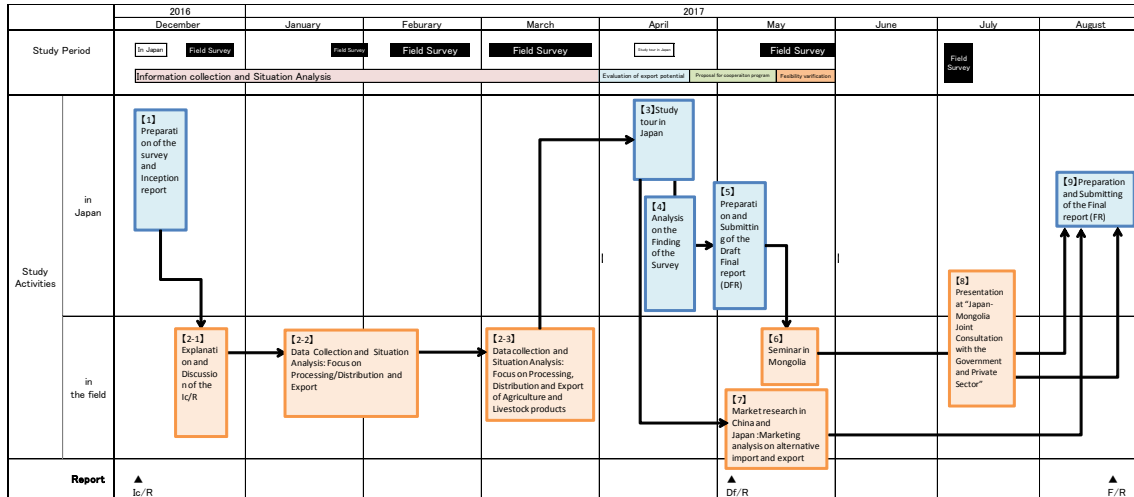 2016
2017
December
January
Feburary
March
April
May
June
July
August
Study Period
In Japan
Field Survey
Field Survey
Field Survey
Field Survey
Study tour in Japan
Field Survey
Field
Survey
Information collection and Situation Analysis
Evaluation of export potential
Proposal for cooperaiton program
Fesibility varification
Study
Activities
in
Japan
【1】
Preparati
on of the
survey
and
Inception
report
【3】Study
tour in
Japan
【4】
Analysis
on the
Finding
of the
Survey
【5】
Preparati
on and
Submittin
g of the
Draft
Final
report
(DFR)
【9】Preparation
and Submitting
of the Final
report (FR)
in
the field
【2-1】
Explanati
on and
Discussio
n of the
Ic/R
【2-2】
Data Collection and Situation
Analysis: Focus on
Processing/Distribution and
Export
【2-3】
Data collection and
Situation Analysis:
Focus on Processing,
Distribution and Export
of Agriculture and
Livestock products
【6】
Seminar in
Mongolia
【7】
Market research in
China and
Japan :Marketing
analysis on alternative
import and export
【8】
Presentation
at "Japan-
Mongolia
Joint
Consultation
with the
Government
and Private
Sector"
Report
▲
Ic/R
▲
Df/R
▲
F/R